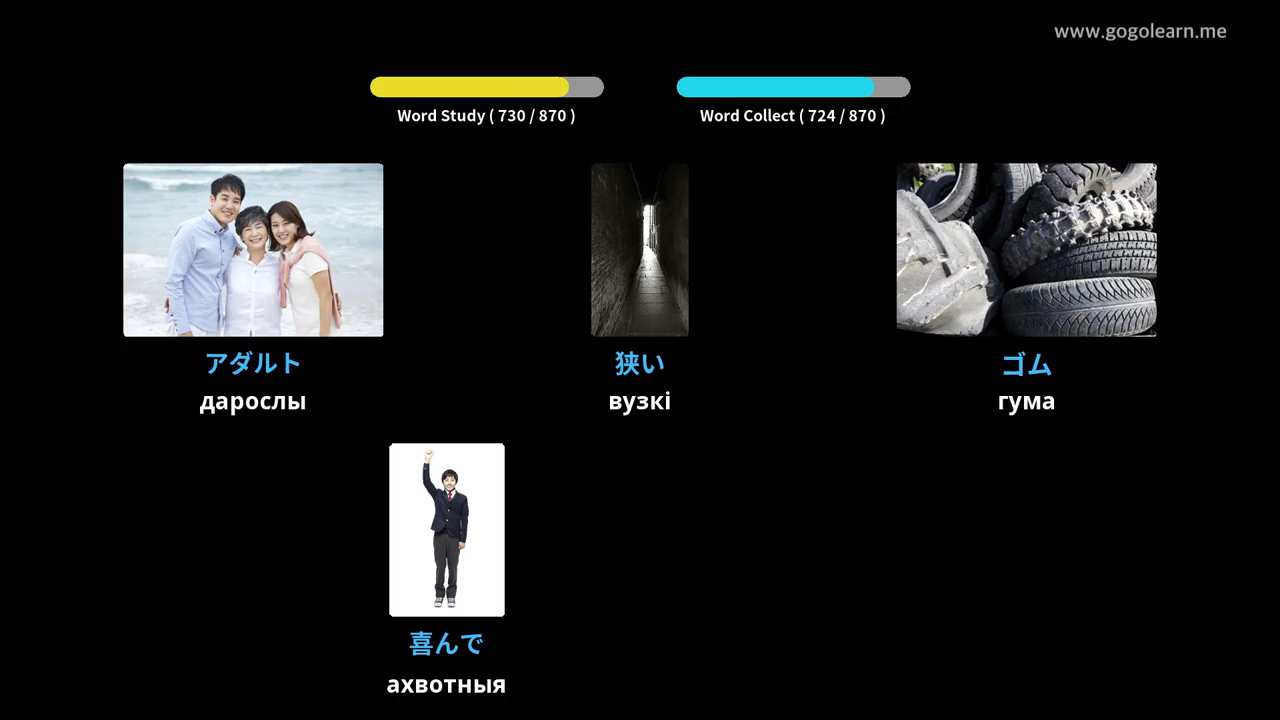 www.gogolearn.me
Word Study ( 730 / 870 )
Word Collect ( 724 / 870 )
アダルト
дарослы
狭い
вузкі
ゴム
гума
喜んで
ахвотныя